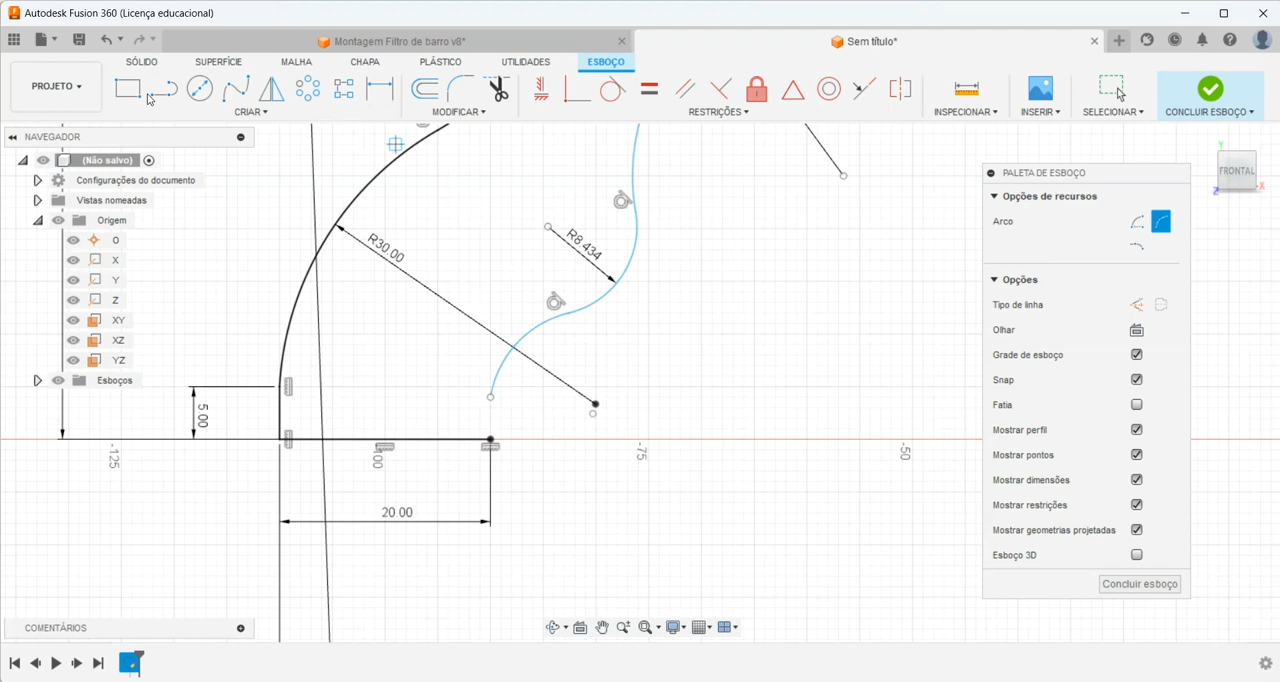 Autodesk Fusion 360 (Licença educacional)
Montagem Filtro de barro v8*
Sem título*
PROJETO
SÓLIDO
SUPERFÍCIE
MALHA
CHAPA
PLÁSTICO
UTILIDADES
ESBOÇO
CRIAR
MODIFICAR
RESTRIÇÕES
INSPECIONAR
INSERIR
SELECIONAR
CONCLUIR ESBOÇO
NAVEGADOR
(Não salvo)
Configurações do documento
Vistas nomeadas
Origem
O
X
Y
Z
XY
XZ
YZ
Esboços
R30.00
R8.434
5.00
20.00
-125
-100
-75
-50
Y
FRONTAL
X
Z
PALETA DE ESBOÇO
Opções de recursos
Arco
Opções
Tipo de linha
Olhar
Grade de esboço
Snap
Fatia
Mostrar perfil
Mostrar pontos
Mostrar dimensões
Mostrar restrições
Mostrar geometrias projetadas
Esboço 3D
Concluir esboço
COMENTÁRIOS